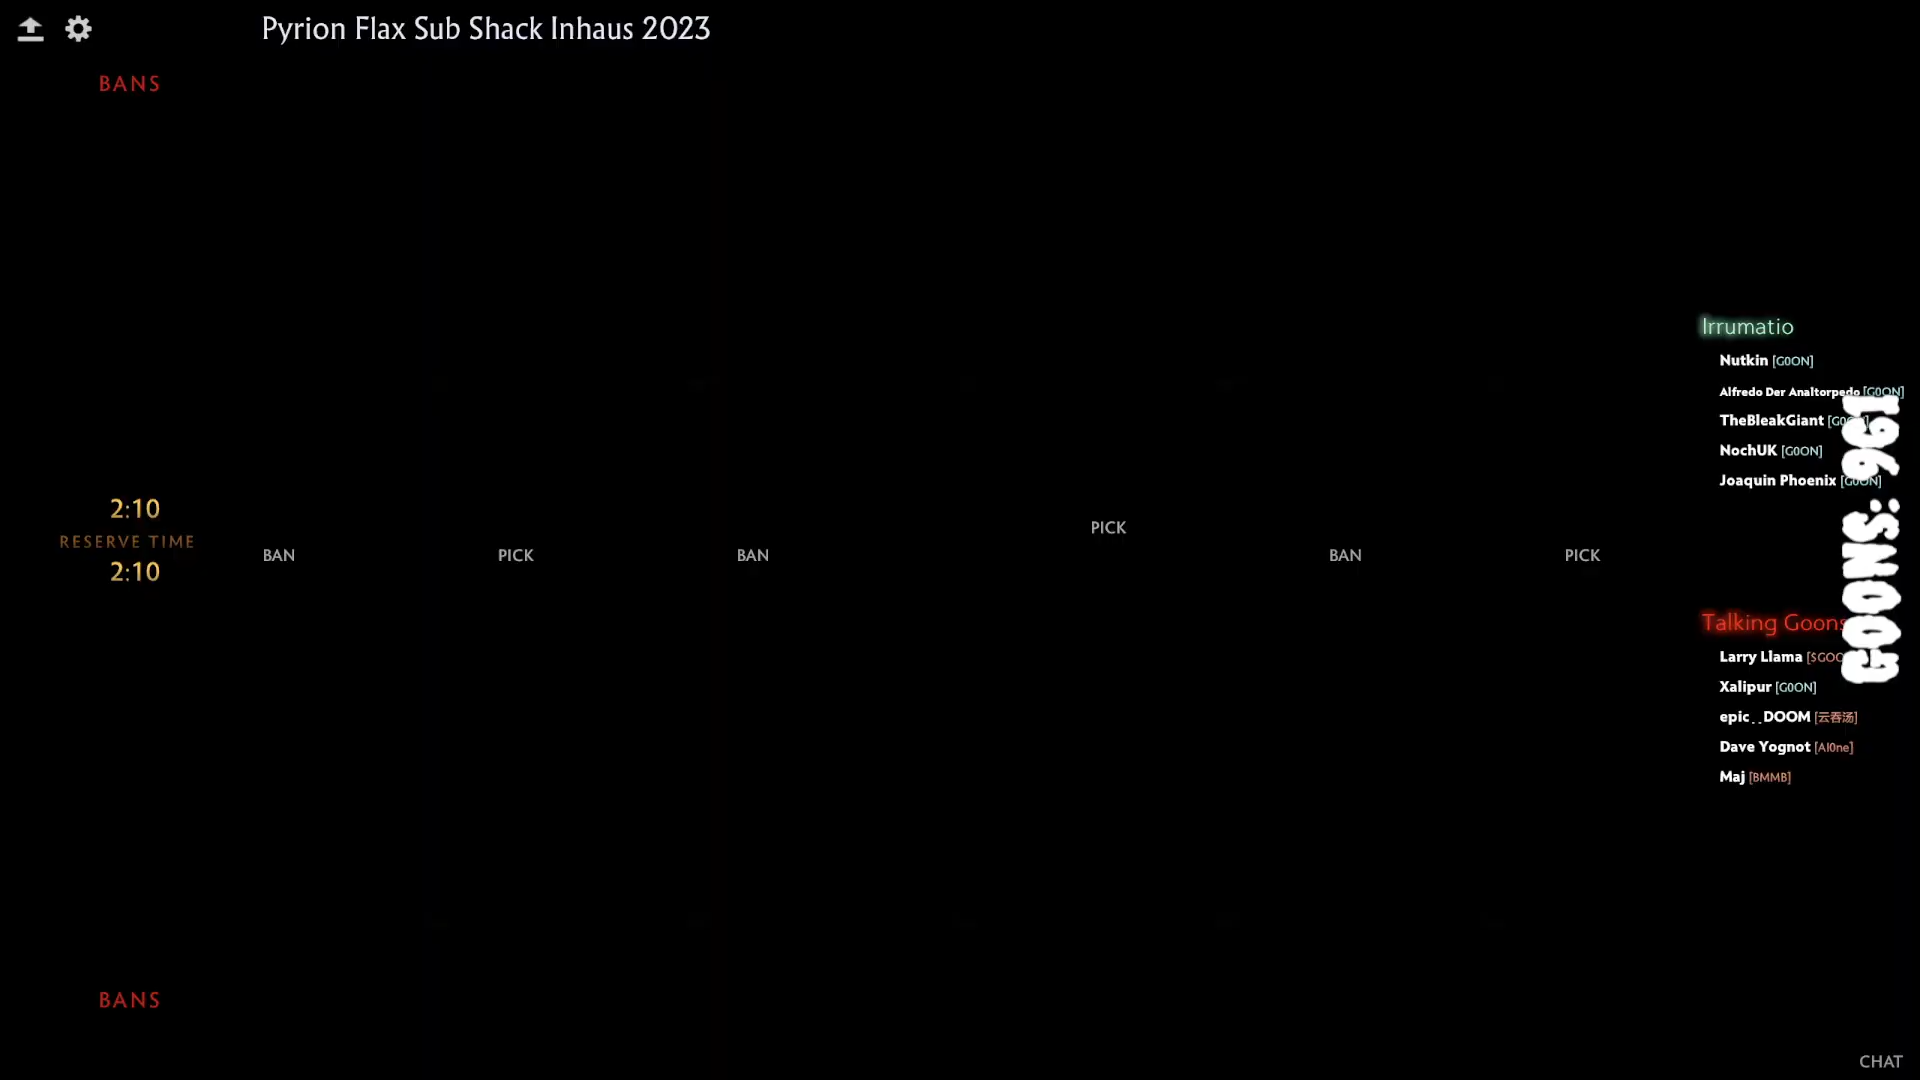 Pyrion Flax Sub Shack Inhaus 2023
BANS
2:10
RESERVE TIME
2:10
BAN
PICK
BAN
PICK
BAN
PICK
Irrumatio
Nutkin [G0ON]
Alfredo Der Analtorpedo [G0ON]
TheBleakGiant
NochUK [G0ON]
Joaquin Phoenix [G0ON]
GOONS: 961
Talking Goons
Larry Llama
Xalipur [G0ON]
epic . . DOOM [云吞汤]
Dave Yognot [Al0ne]
Maj [BMMB]
BANS
CHAT